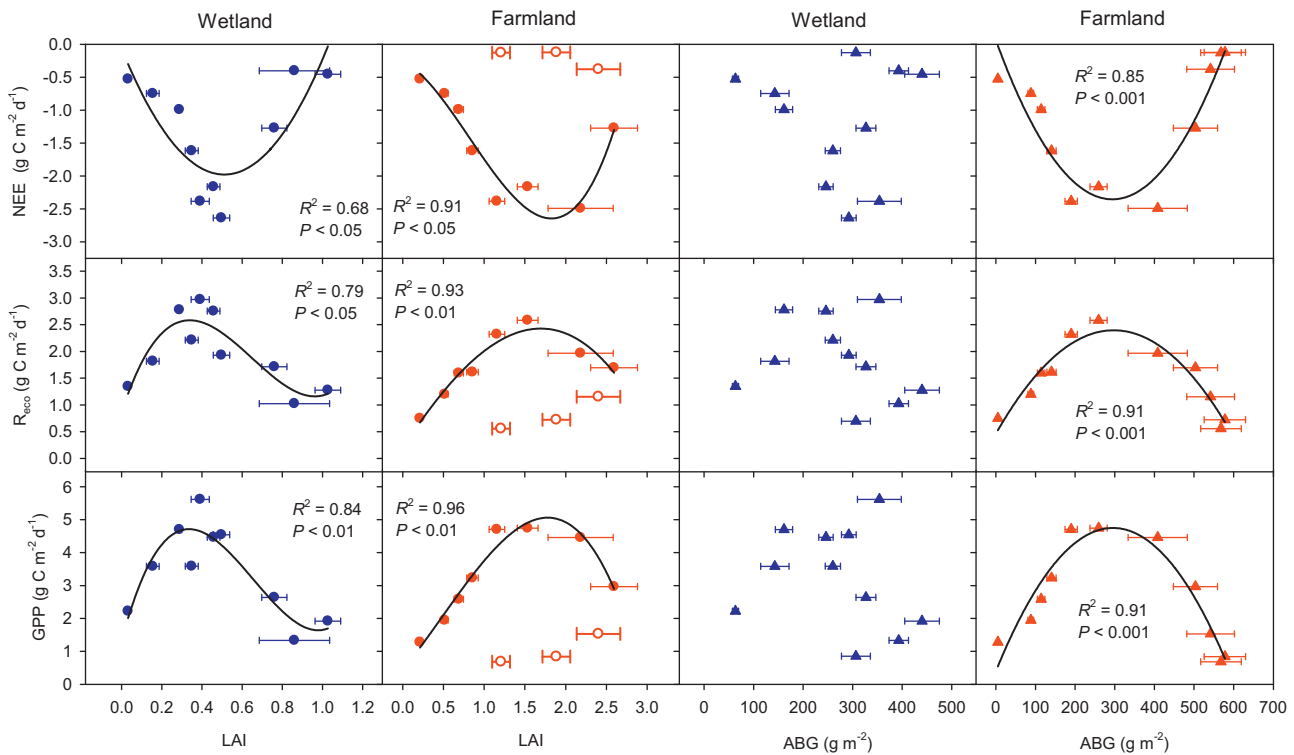 Wetland Farmland Wetland Farmland
NEE (g C m⁻² d⁻¹)
0.0
-0.5
-1.0
-1.5
-2.0
-2.5
-3.0
R² = 0.68
P < 0.05
R² = 0.91
P < 0.05
R² = 0.85
P < 0.001
R_eco (g C m⁻² d⁻¹)
3.5
3.0
2.5
2.0
1.5
1.0
0.5
0.0
R² = 0.79
P < 0.05
R² = 0.93
P < 0.01
R² = 0.91
P < 0.001
GPP (g C m⁻² d⁻¹)
6
5
4
3
2
1
0
R² = 0.84
P < 0.01
R² = 0.96
P < 0.01
R² = 0.91
P < 0.001
0.0 0.2 0.4 0.6 0.8 1.0 1.2 0.0 0.5 1.0 1.5 2.0 2.5 3.0 0 100 200 300 400 500 0 100 200 300 400 500 600 700
LAI LAI ABG (g m⁻²) ABG (g m⁻²)